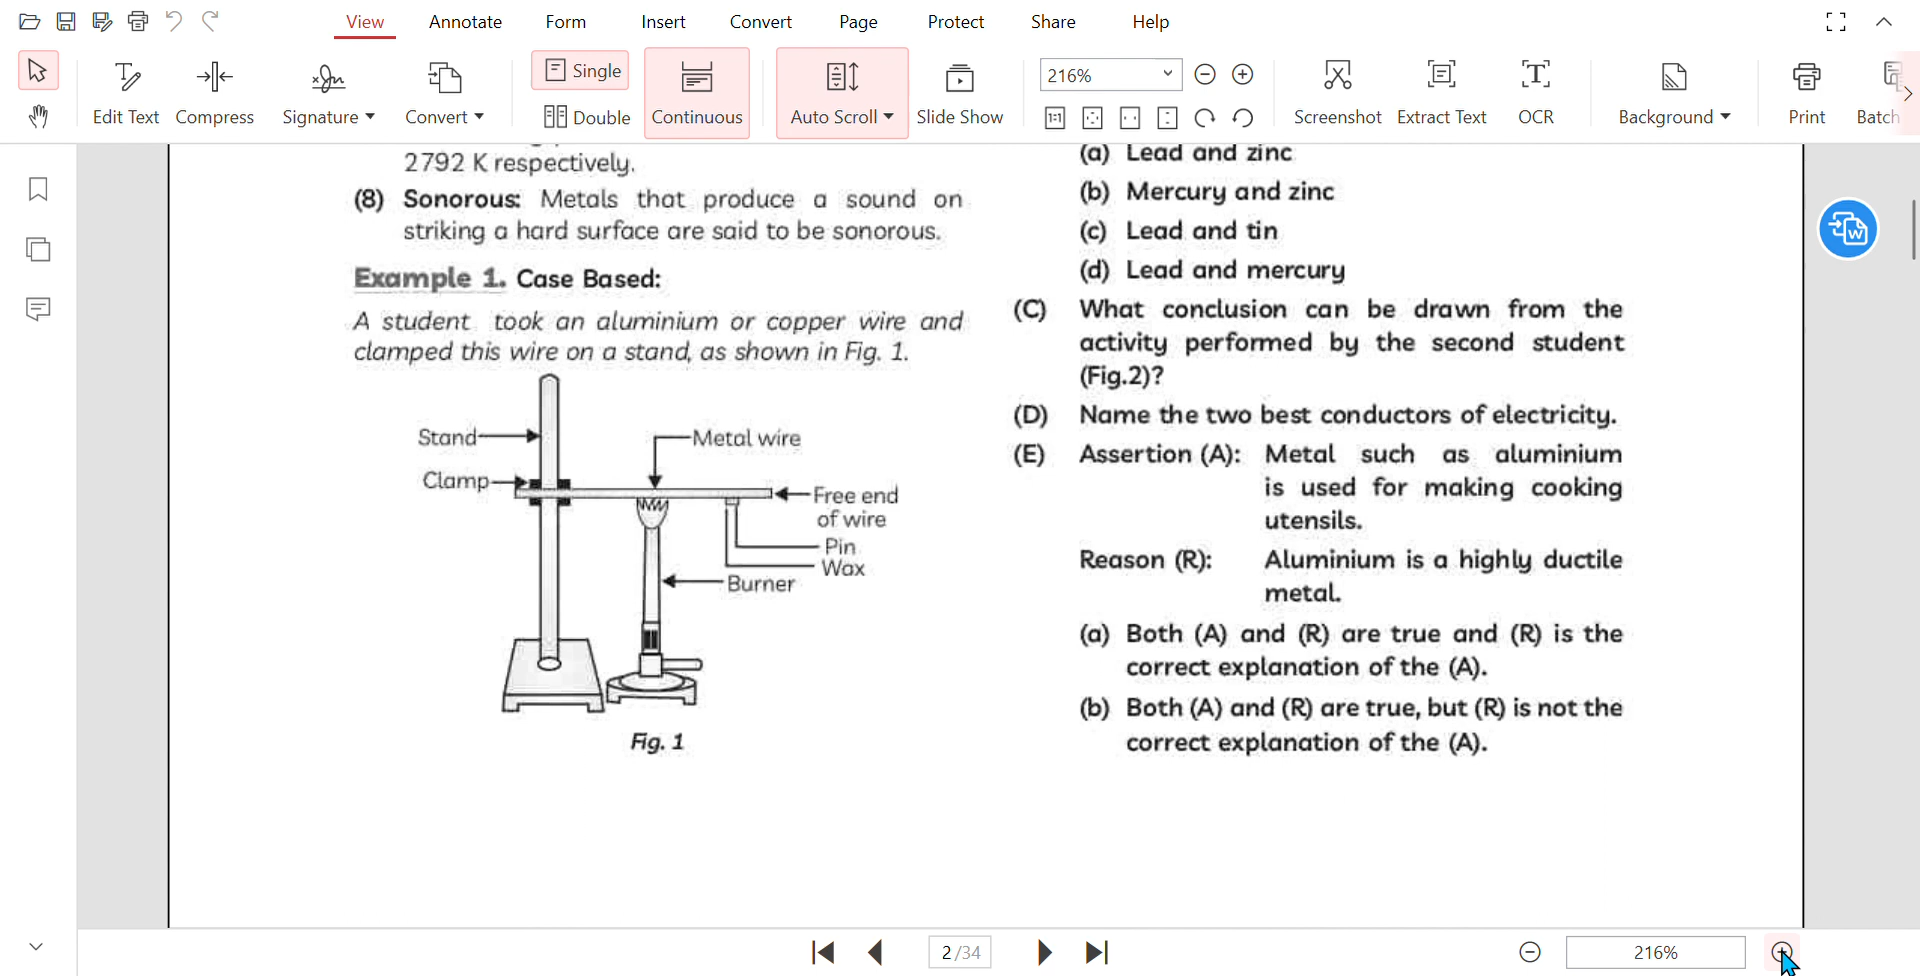 View
Annotate
Form
Insert
Convert
Page
Protect
Share
Help
Edit Text
Compress
Signature
Convert
Single
Double
Continuous
Auto Scroll
Slide Show
216%
1:1
Screenshot
Extract Text
OCR
Background
Print
Batch
2792 K respectively.
(8) Sonorous: Metals that produce a sound on
striking a hard surface are said to be sonorous.
Example 1. Case Based:
A student took an aluminium or copper wire and
clamped this wire on a stand, as shown in Fig. 1.
Stand
Metal wire
Clamp
Free end
of wire
Pin
Wax
Burner
Fig. 1
(a) Lead and zinc
(b) Mercury and zinc
(c) Lead and tin
(d) Lead and mercury
(C) What conclusion can be drawn from the
activity performed by the second student
(Fig.2)?
(D) Name the two best conductors of electricity.
(E) Assertion (A): Metal such as aluminium
is used for making cooking
utensils.
Reason (R): Aluminium is a highly ductile
metal.
(a) Both (A) and (R) are true and (R) is the
correct explanation of the (A).
(b) Both (A) and (R) are true, but (R) is not the
correct explanation of the (A).
2/34
216%